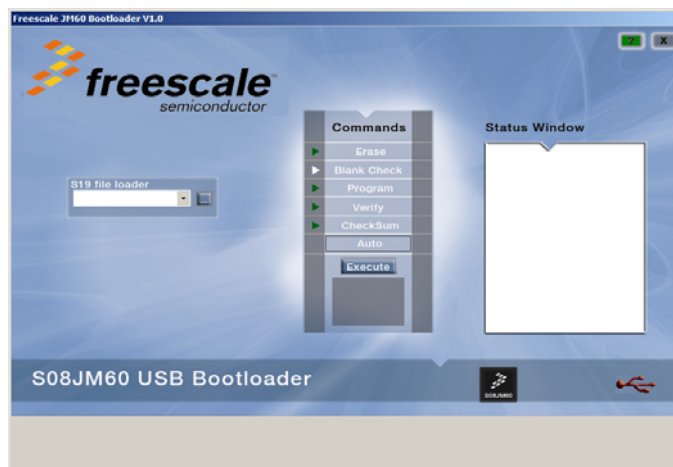 Freescale JM60 Bootloader V1.0
? X
freescale™
semiconductor
Commands
Status Window
Erase
Blank Check
S19 file loader
Program
Verify
CheckSum
Auto
Execute
S08JM60 USB Bootloader
S08JM60